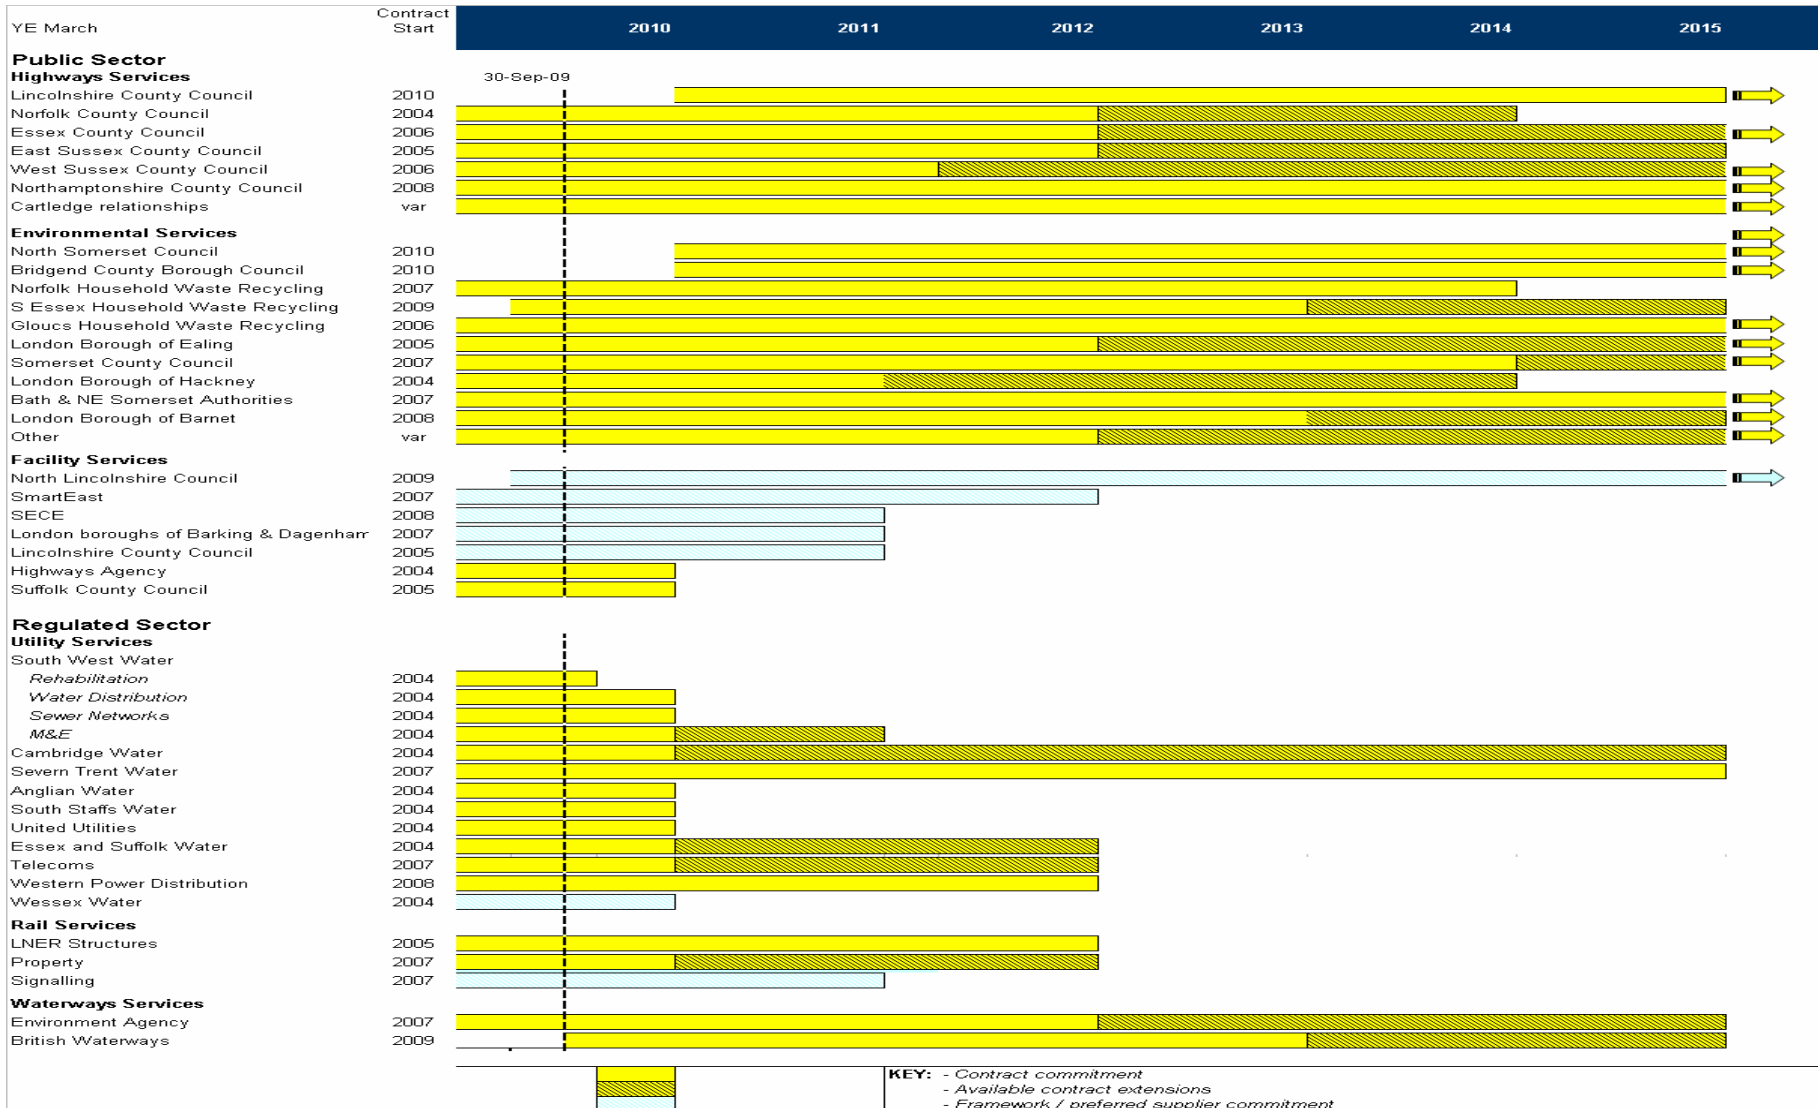 Contract
YE March Start 2010 2011 2012 2013 2014 2015
Public Sector
Highways Services 30-Sep-09
Lincolnshire County Council 2010
Norfolk County Council 2004
Essex County Council 2006
East Sussex County Council 2005
West Sussex County Council 2006
Northamptonshire County Council 2008
Cartledge relationships var
Environmental Services
North Somerset Council 2010
Bridgend County Borough Council 2010
Norfolk Household Waste Recycling 2007
S Essex Household Waste Recycling 2009
Gloucs Household Waste Recycling 2006
London Borough of Ealing 2005
Somerset County Council 2007
London Borough of Hackney 2004
Bath & NE Somerset Authorities 2007
London Borough of Barnet 2008
Other var
Facility Services
North Lincolnshire Council 2009
SmartEast 2007
SECE 2008
London boroughs of Barking & Dagenham 2007
Lincolnshire County Council 2005
Highways Agency 2004
Suffolk County Council 2005
Regulated Sector
Utility Services
South West Water
Rehabilitation 2004
Water Distribution 2004
Sewer Networks 2004
M&E 2004
Cambridge Water 2004
Severn Trent Water 2007
Anglian Water 2004
South Staffs Water 2004
United Utilities 2004
Essex and Suffolk Water 2004
Telecoms 2007
Western Power Distribution 2008
Wessex Water 2004
Rail Services
LNER Structures 2005
Property 2007
Signalling 2007
Waterways Services
Environment Agency 2007
British Waterways 2009
KEY: - Contract commitment
- Available contract extensions
- Framework / preferred supplier commitment